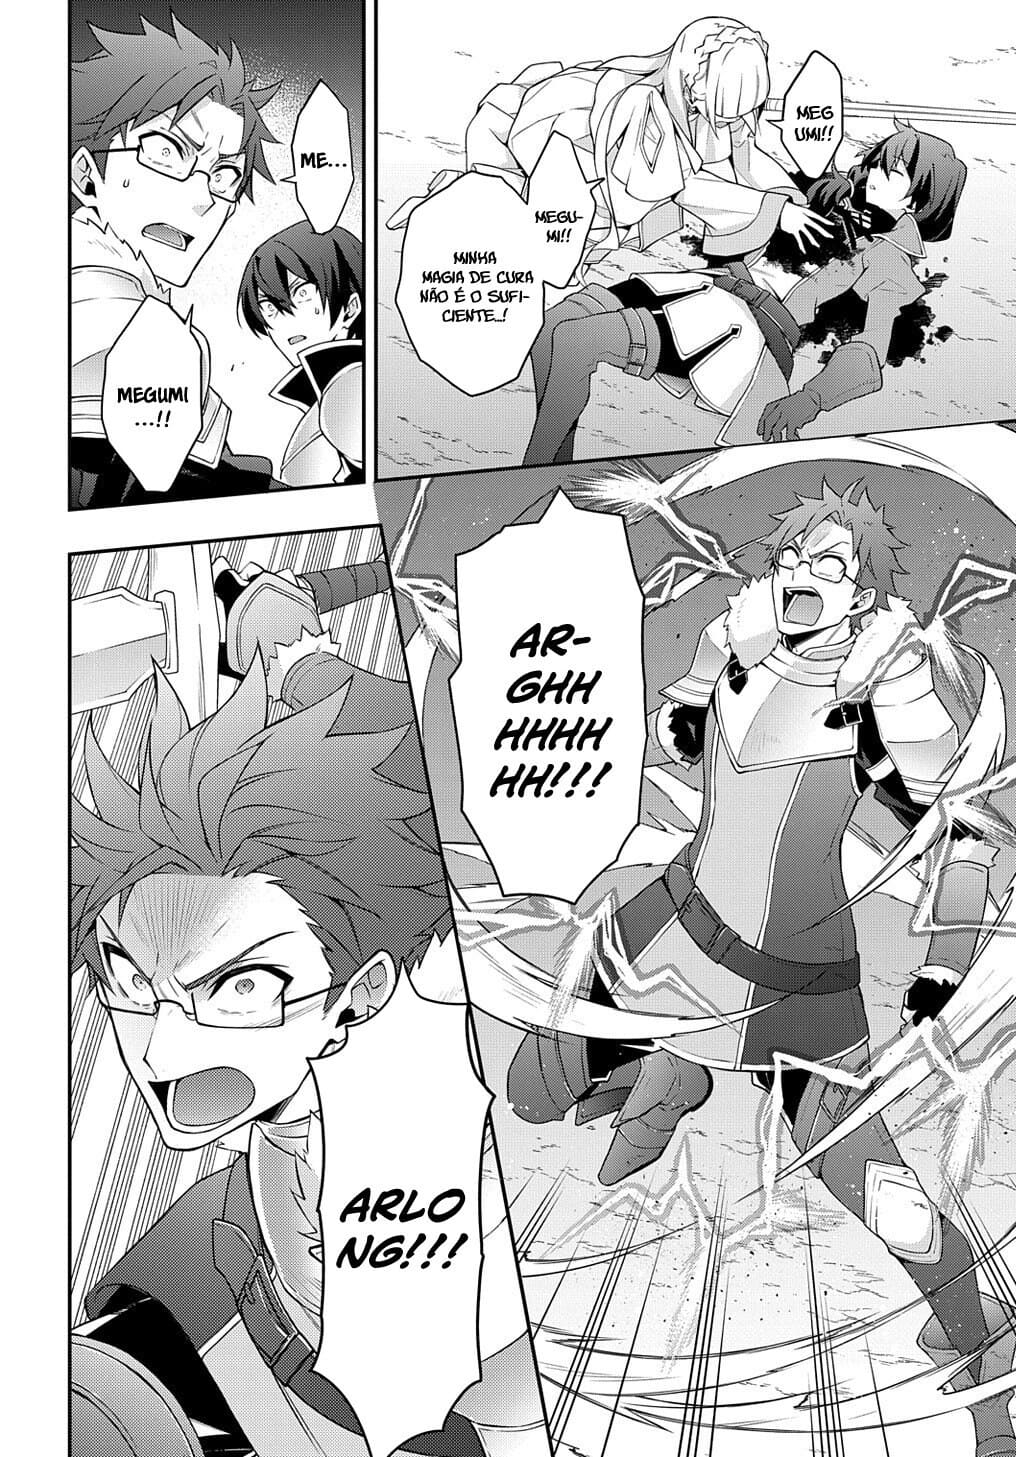 MEG
UMI!!
MEGU-
MI!!
MINHA
MAGIA DE CURA
NÃO É O SUFI-
CIENTE...!
ME...
MEGUMI
...!!
AR-
GHH
HHHH
HH!!!
ARLO
NG!!!